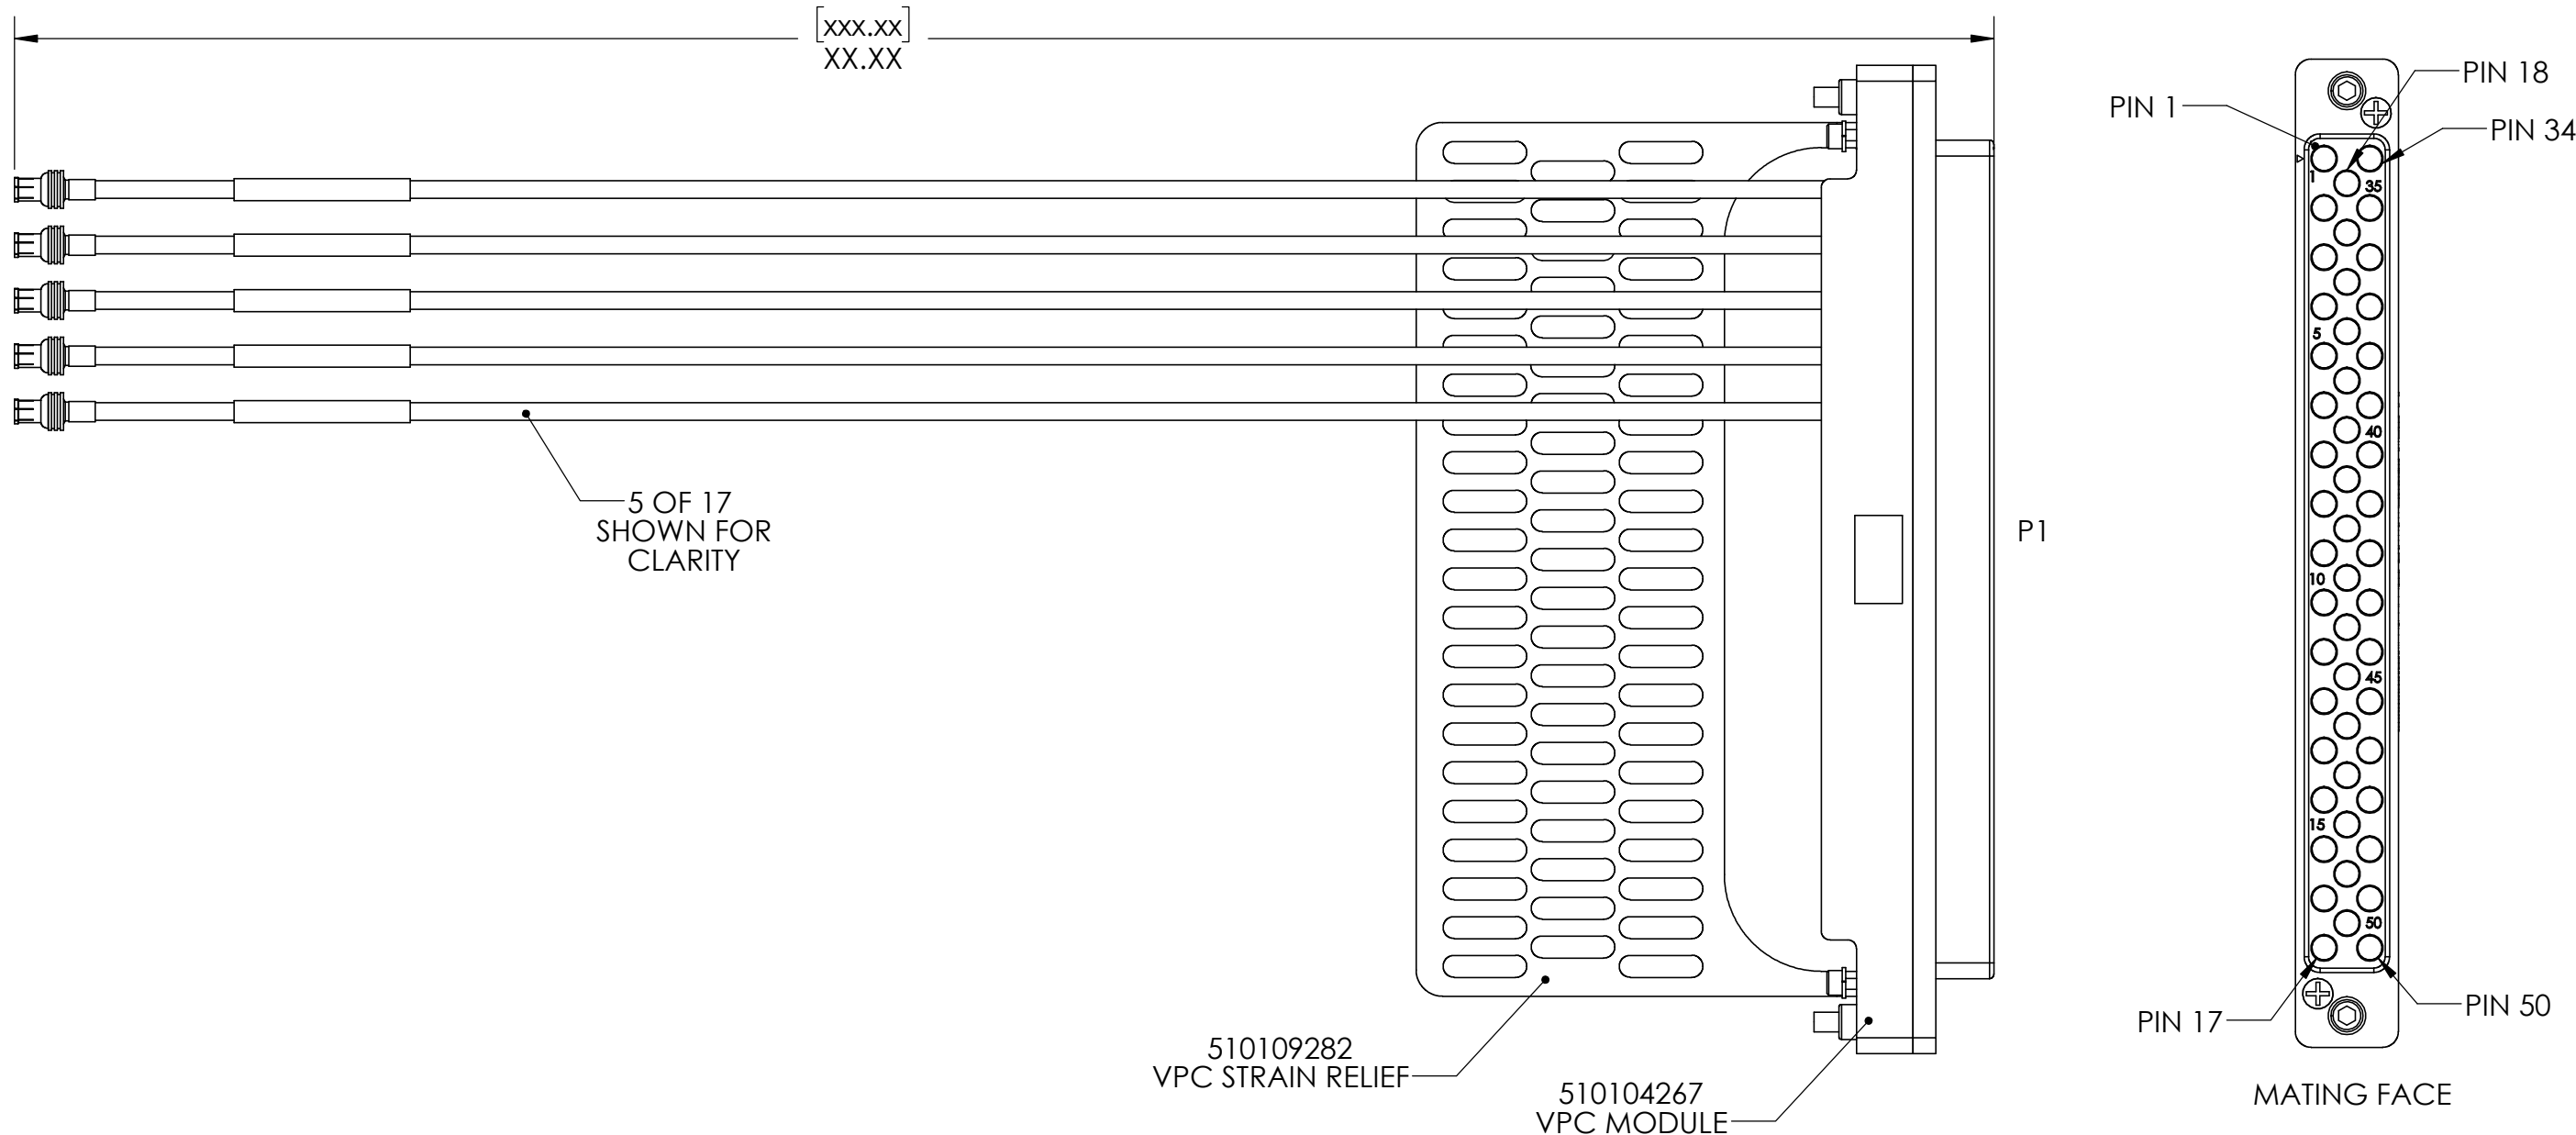 [xxx.xx]
XX.XX
5 OF 17
SHOWN FOR
CLARITY
510109282
VPC STRAIN RELIEF
510104267
VPC MODULE
P1
PIN 18
PIN 1
PIN 34
1
35
5
40
10
45
15
50
PIN 17
PIN 50
MATING FACE